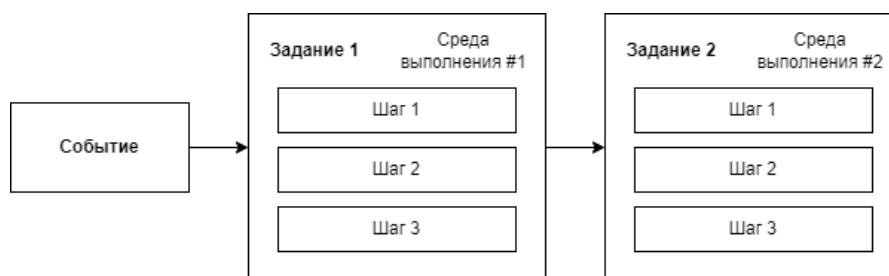 Событие
Задание 1
Среда
выполнения #1
Шаг 1
Шаг 2
Шаг 3
Задание 2
Среда
выполнения #2
Шаг 1
Шаг 2
Шаг 3